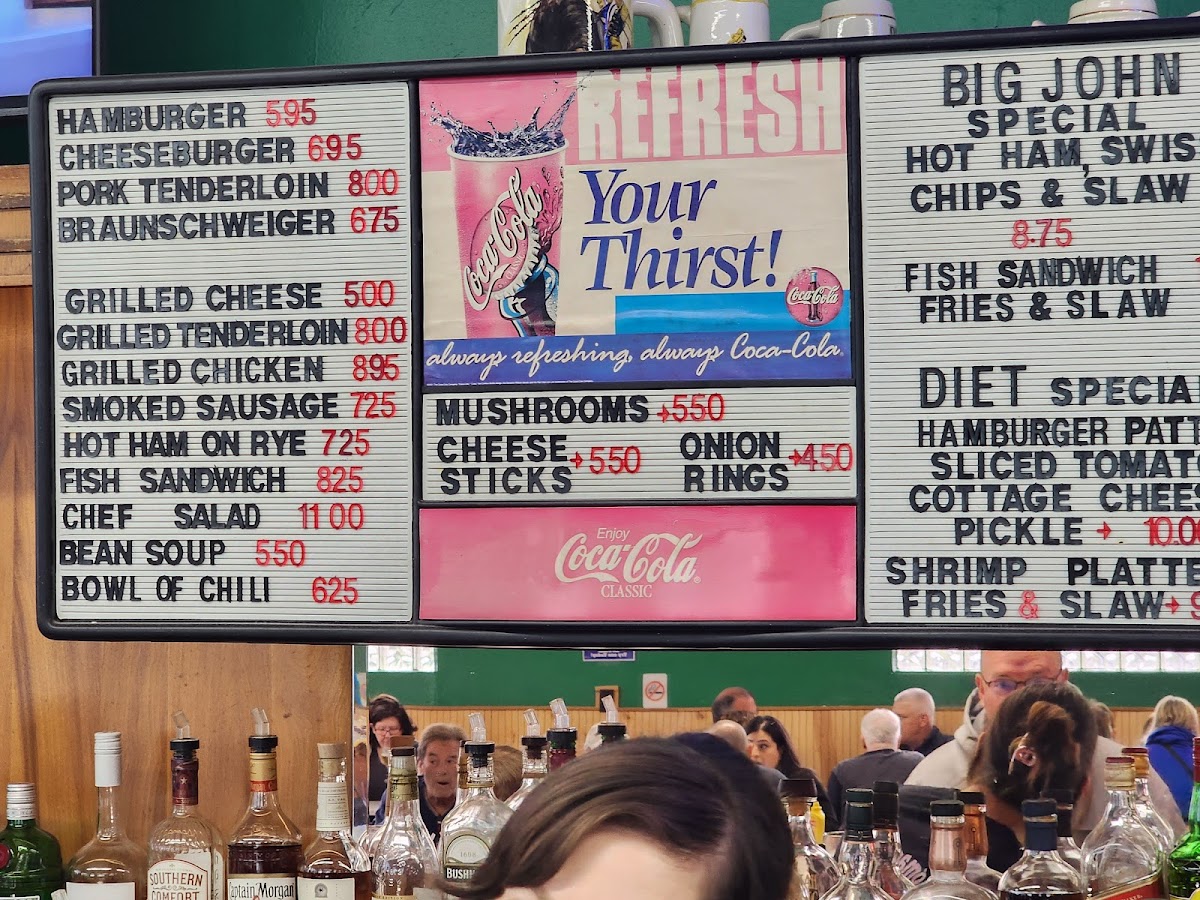 HAMBURGER 595
CHEESEBURGER 695
PORK TENDERLOIN 800
BRAUNSCHWEIGER 675
GRILLED CHEESE 500
GRILLED TENDERLOIN 800
GRILLED CHICKEN 895
SMOKED SAUSAGE 725
HOT HAM ON RYE 725
FISH SANDWICH 825
CHEF SALAD 11 00
BEAN SOUP 550
BOWL OF CHILI 625
REFRESH
Your
Thirst!
Coca-Cola
Coca-Cola
always refreshing, always Coca-Cola
MUSHROOMS →550
CHEESE STICKS →550
ONION RINGS →450
Enjoy
Coca-Cola
CLASSIC
BIG JOHN
SPECIAL
HOT HAM, SWIS
CHIPS & SLAW
8.75
FISH SANDWICH
FRIES & SLAW
DIET SPECIA
HAMBURGER PATT
SLICED TOMATO
COTTAGE CHEES
PICKLE → 10.00
SHRIMP PLATTE
FRIES & SLAW→ 9
SOUTHERN
COMFORT
Captain Morgan
BUSHM